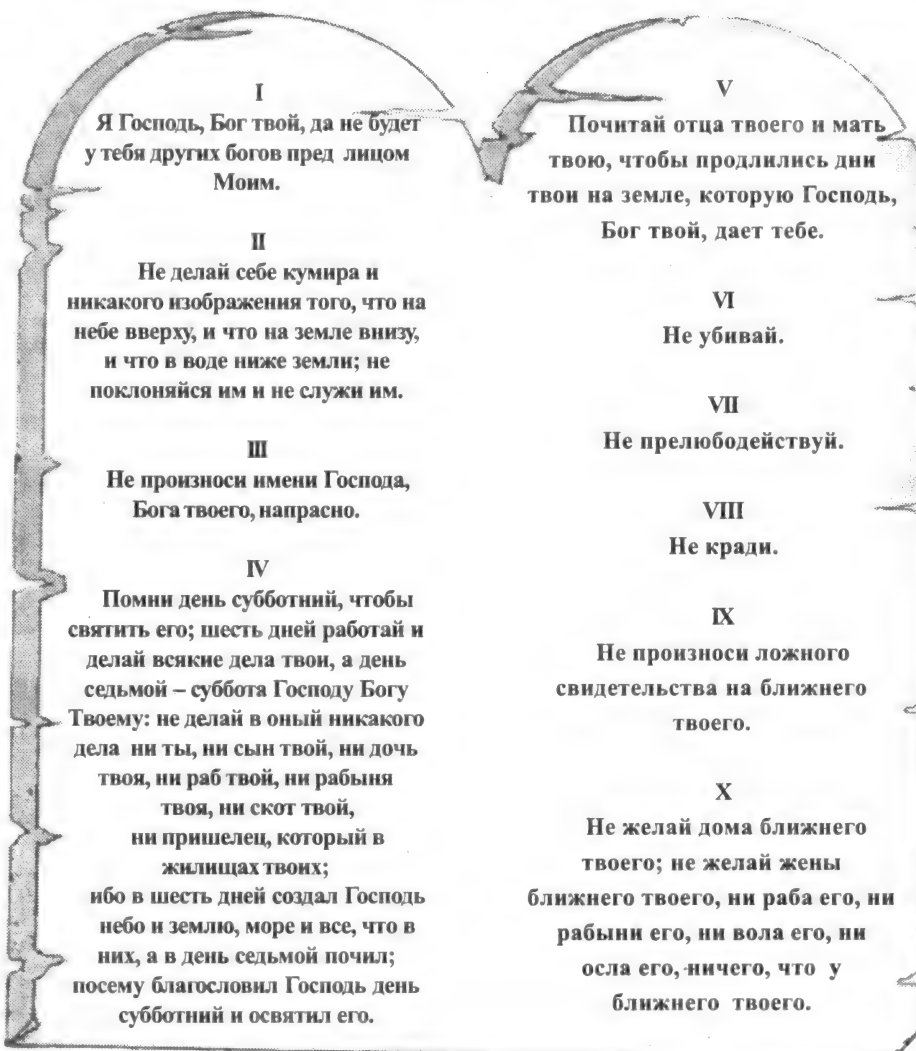 I
Я Господь, Бог твой, да не будет
у тебя других богов пред лицом
Моим.
II
Не делай себе кумира и
никакого изображения того, что на
небе вверху, и что на земле внизу,
и что в воде ниже земли; не
поклоняйся им и не служи им.
III
Не произноси имени Господа,
Бога твоего, напрасно.
IV
Помни день субботний, чтобы
святить его; шесть дней работай и
делай всякие дела твои, а день
седьмой – суббота Господу Богу
Твоему: не делай в оный никакого
дела ни ты, ни сын твой, ни дочь
твоя, ни раб твой, ни рабыня
твоя, ни скот твой,
ни пришелец, который в
жилищах твоих;
ибо в шесть дней создал Господь
небо и землю, море и все, что в
них, а в день седьмой почил;
посему благословил Господь день
субботний и освятил его.
V
Почитай отца твоего и мать
твою, чтобы продлились дни
твои на земле, которую Господь,
Бог твой, дает тебе.
VI
Не убивай.
VII
Не прелюбодействуй.
VIII
Не кради.
IX
Не произноси ложного
свидетельства на ближнего
твоего.
X
Не желай дома ближнего
твоего; не желай жены
ближнего твоего, ни раба его, ни
рабыни его, ни вола его, ни
осла его, ничего, что у
ближнего твоего.